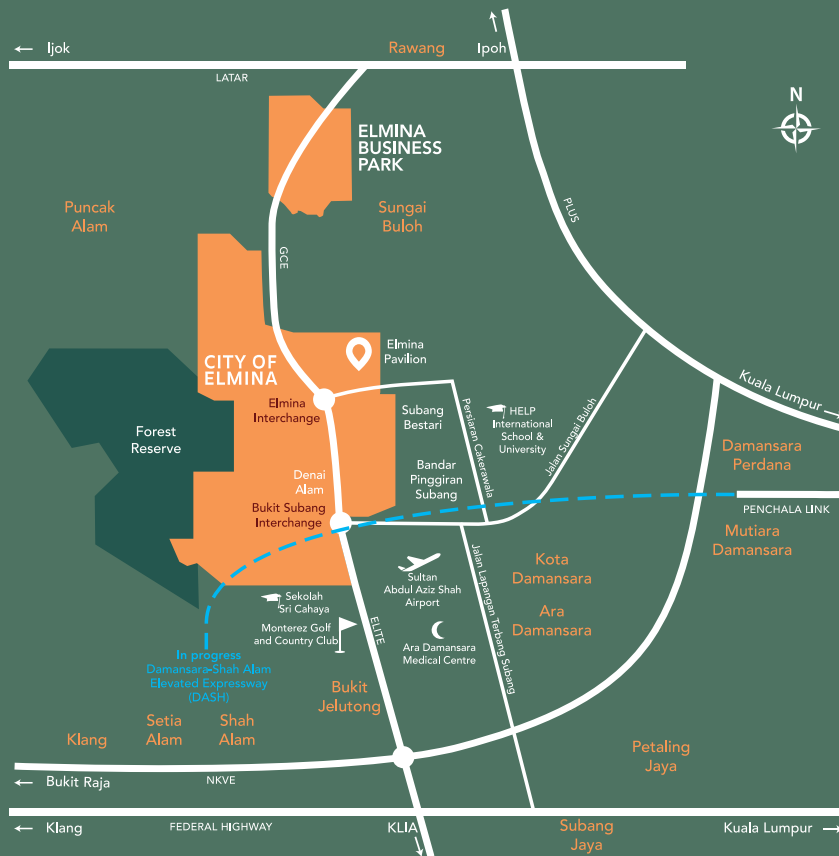 Ijok
Rawang
Ipoh
LATAR
N
ELMINA
BUSINESS
PARK
PLUS
Puncak
Alam
Sungai
Buloh
GCE
Elmina
Pavilion
CITY OF
ELMINA
Kuala Lumpur
Elmina
Interchange
Subang
Bestari
Persiaran Cakerawala
HELP
International
School &
University
Jalan Sungai Buloh
Forest
Reserve
Damansara
Perdana
Denai
Alam
Bandar
Pinggiran
Subang
Bukit Subang
Interchange
PENCHALA LINK
Mutiara
Damansara
Jalan Lapangan Terbang Subang
Kota
Damansara
Sultan
Abdul Aziz Shah
Airport
Sekolah
Sri Cahaya
ELITE
Ara
Damansara
Monterez Golf
and Country Club
Ara Damansara
Medical Centre
In progress
Damansara-Shah Alam
Elevated Expressway
(DASH)
Bukit
Jelutong
Klang
Setia
Alam
Shah
Alam
Petaling
Jaya
Bukit Raja
NKVE
Klang
FEDERAL HIGHWAY
KLIA
Subang
Jaya
Kuala Lumpur